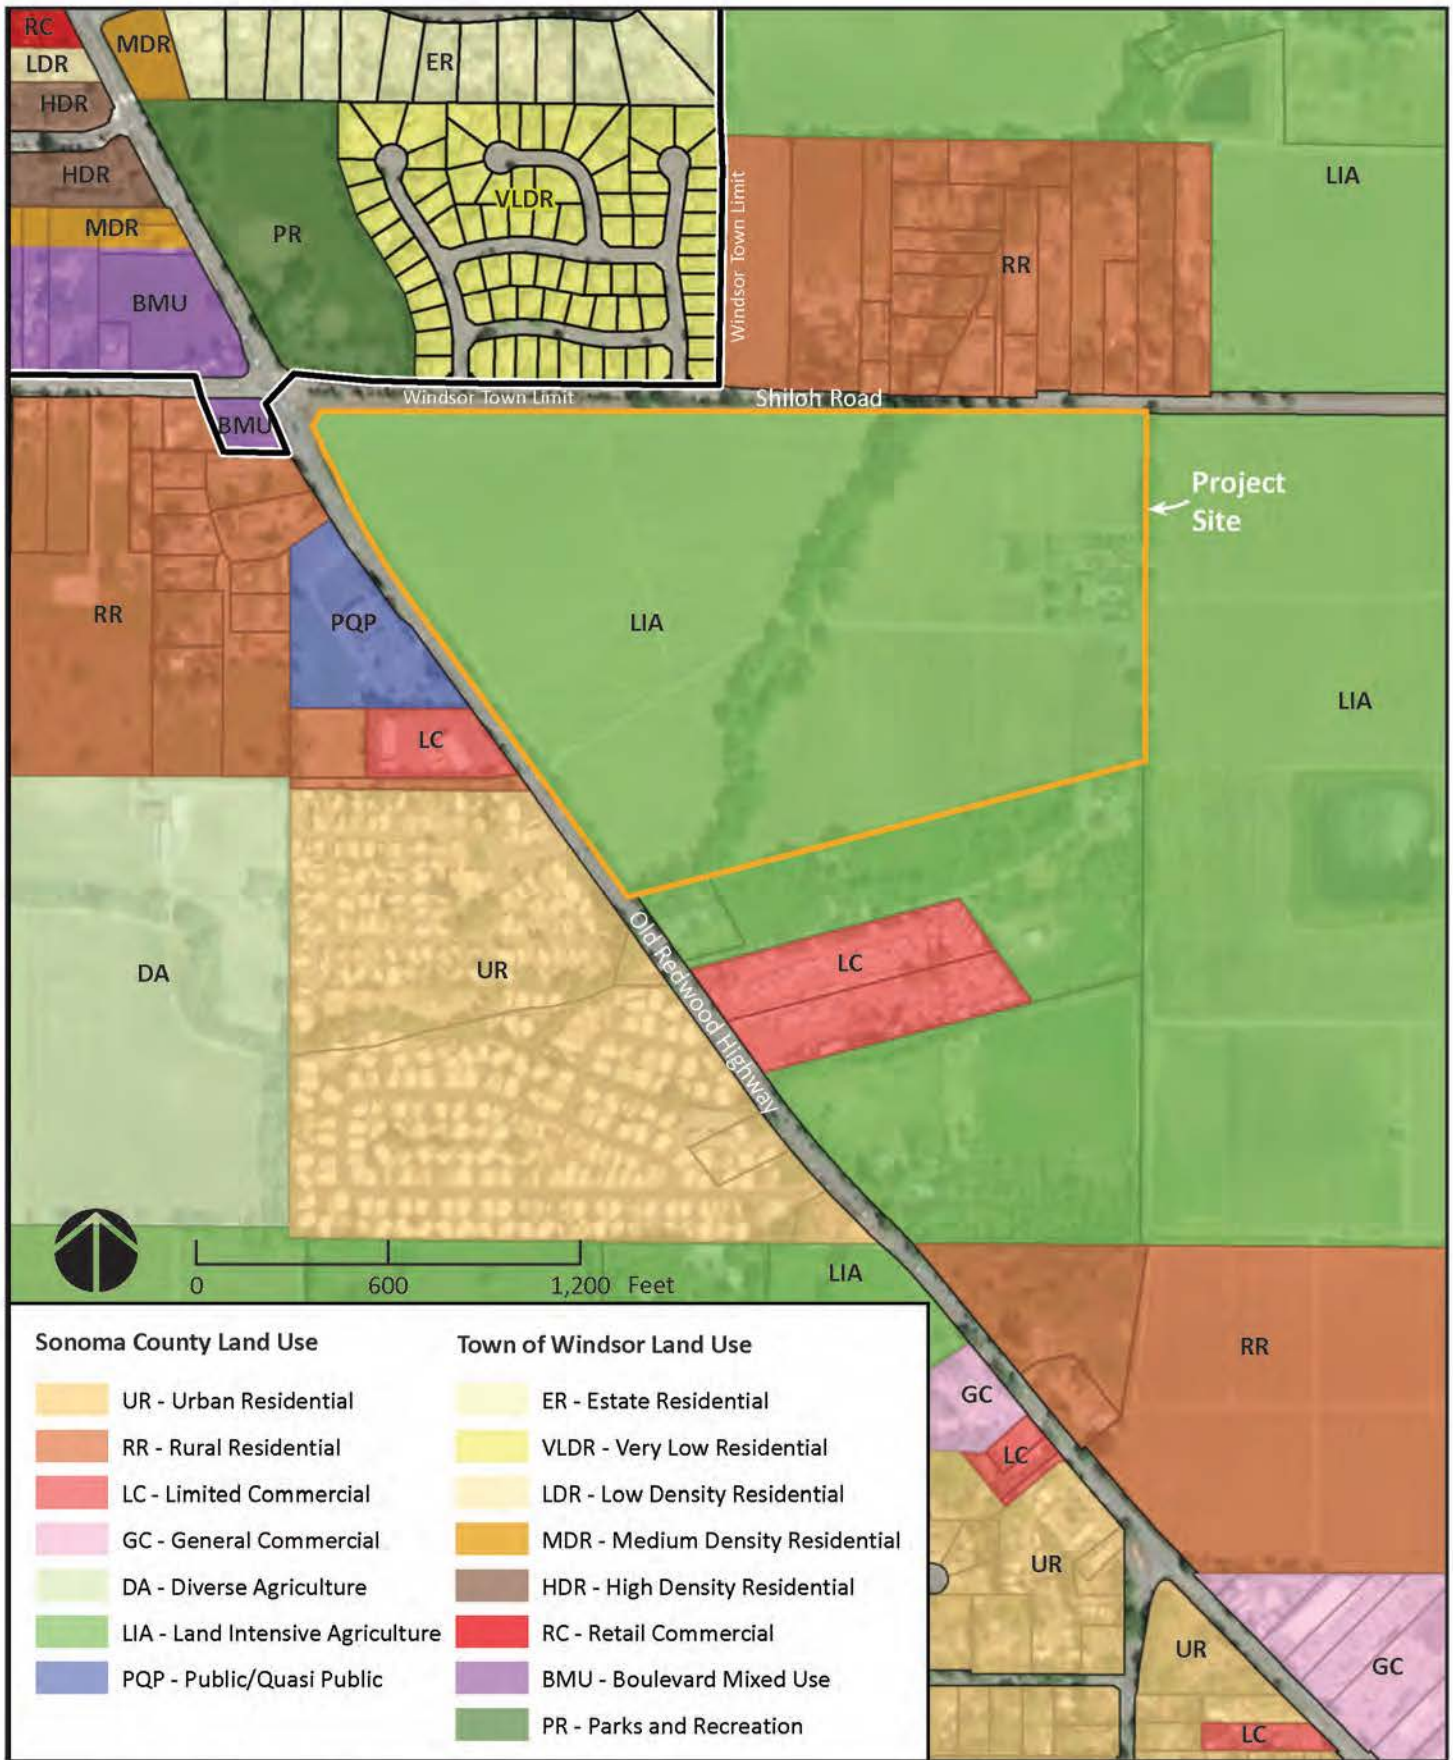 RC
MDR
LDR
ER
HDR
HDR
LIA
VLDR
MDR
PR
Windsor Town Limit
RR
BMU
Windsor Town Limit
Shiloh Road
BMU
Project
Site
RR
PQP
LIA
LIA
LC
DA
UR
LC
Old Redwood Highway
LIA
0
600
1,200 Feet
RR
GC
LC
UR
UR
GC
LC
Sonoma County Land Use
UR - Urban Residential
RR - Rural Residential
LC - Limited Commercial
GC - General Commercial
DA - Diverse Agriculture
LIA - Land Intensive Agriculture
PQP - Public/Quasi Public
Town of Windsor Land Use
ER - Estate Residential
VLDR - Very Low Residential
LDR - Low Density Residential
MDR - Medium Density Residential
HDR - High Density Residential
RC - Retail Commercial
BMU - Boulevard Mixed Use
PR - Parks and Recreation